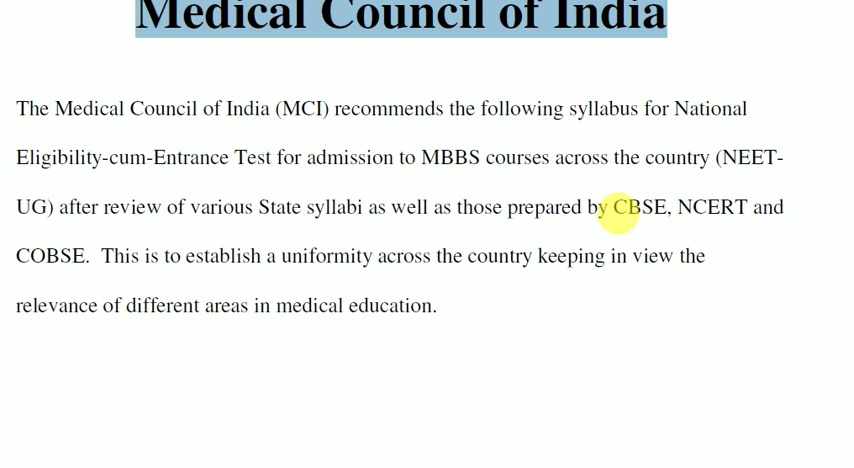 Medical Council of India
The Medical Council of India (MCI) recommends the following syllabus for National
Eligibility-cum-Entrance Test for admission to MBBS courses across the country (NEET-
UG) after review of various State syllabi as well as those prepared by CBSE, NCERT and
COBSE.  This is to establish a uniformity across the country keeping in view the
relevance of different areas in medical education.